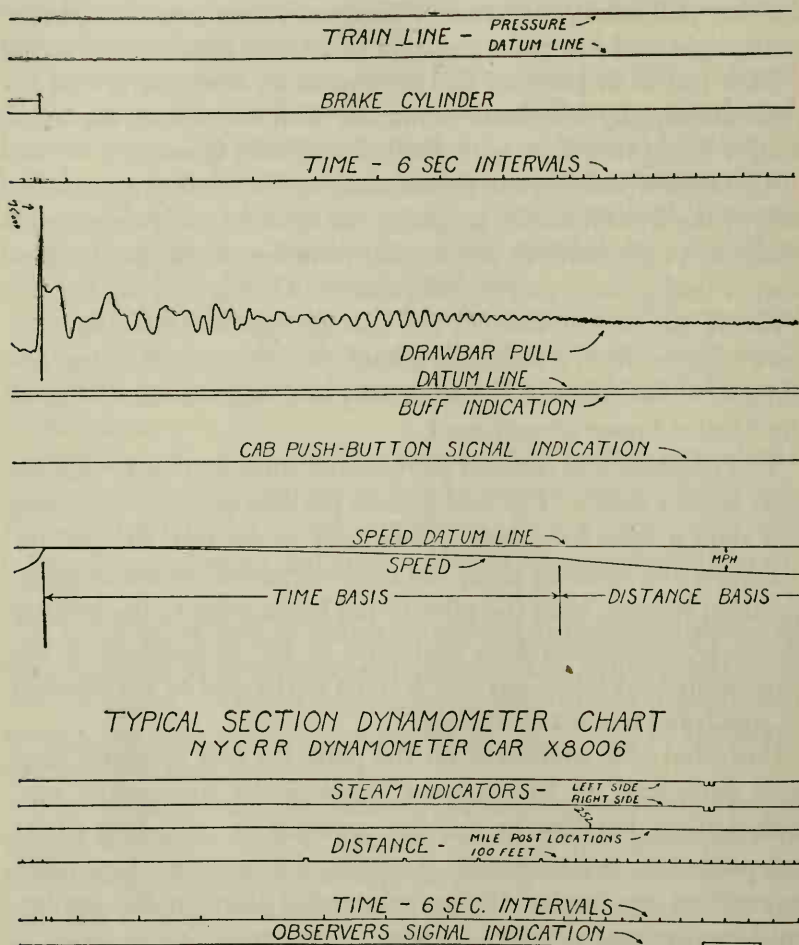 TRAIN LINE - PRESSURE
DATUM LINE
BRAKE CYLINDER
TIME - 6 SEC INTERVALS
DRAWBAR PULL
DATUM LINE
BUFF INDICATION
CAB PUSH-BUTTON SIGNAL INDICATION
SPEED DATUM LINE
SPEED
MPH
TIME BASIS
DISTANCE BASIS
TYPICAL SECTION DYNAMOMETER CHART
NYCRR DYNAMOMETER CAR X8006
STEAM INDICATORS - LEFT SIDE
RIGHT SIDE
252
DISTANCE - MILE POST LOCATIONS
100 FEET
TIME - 6 SEC. INTERVALS
OBSERVERS SIGNAL INDICATION